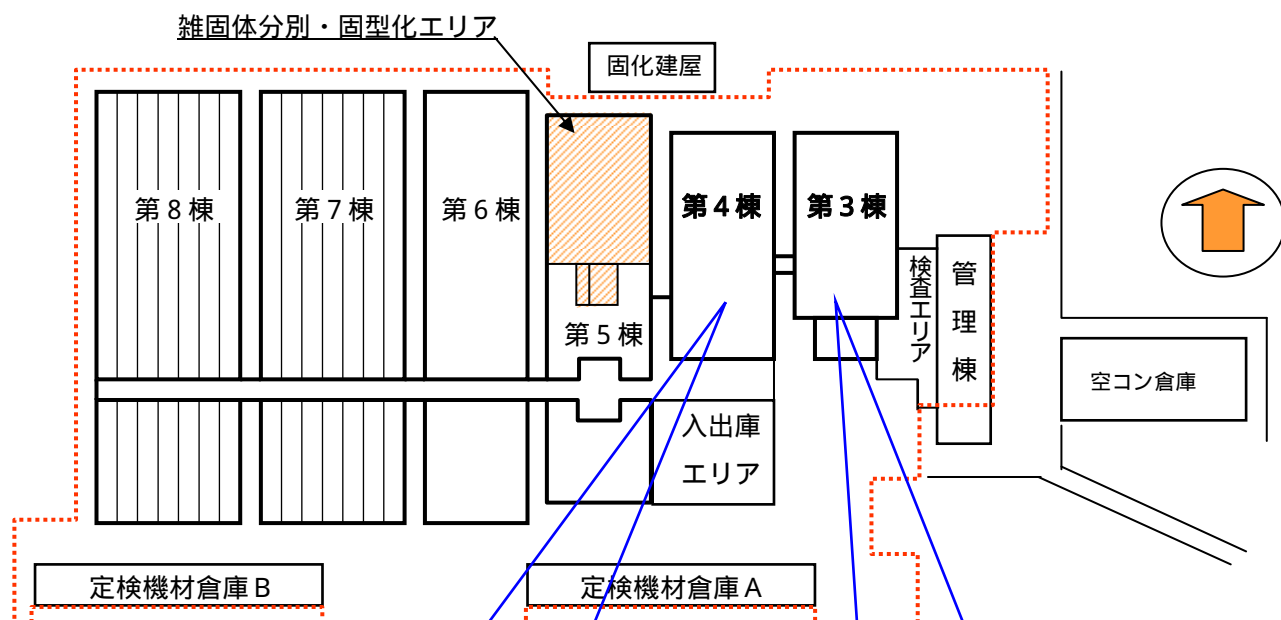 雑固体分別・固型化エリア
固化建屋
第8棟
第7棟
第6棟
第4棟
第3棟
検査エリア
管理棟
第5棟
空コン倉庫
入出庫
エリア
定検機材倉庫B
定検機材倉庫A